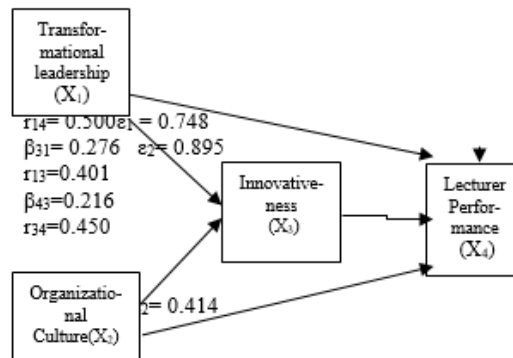 Transfor-
mational
leadership
(X₁)
r₁₄= 0.500ε₁ = 0.748
β₃₁ = 0.276 ε₂= 0.895
r₁₃=0.401
β₄₃=0.216
r₃₄=0.450
Innovative-
ness
(X₃)
Lecturer
Perfor-
mance
(X₄)
Organizatio-
nal
Culture(X₂)
₂= 0.414